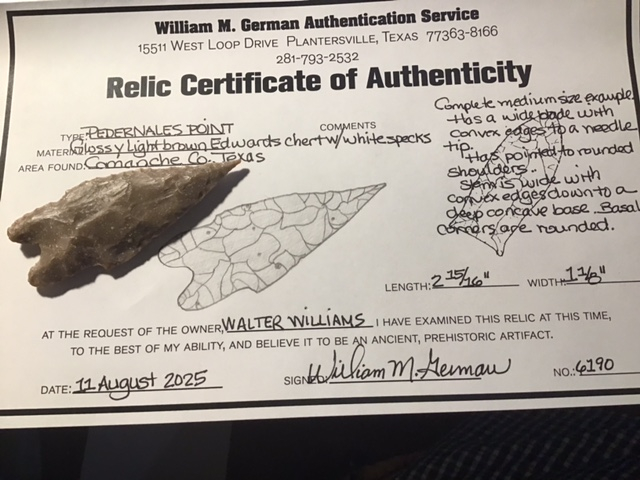 William M. German Authentication Service
15511 West Loop Drive Plantersville, Texas 77363-8166
281-793-2532
Relic Certificate of Authenticity
TYPE: PEDERNALES POINT
COMMENTS
MATERIAL: Glossy Light brown Edwards chert w/white specks
AREA FOUND: Comanche Co. Texas
Complete medium size example.
Has a wide blade with
convex edges to a needle
tip.
Has pointed to rounded
shoulders.
Stem is wide with
convex edges down to a
deep concave base. Basal
corners are rounded.
LENGTH: 2 15/16" WIDTH: 1 1/8"
AT THE REQUEST OF THE OWNER, WALTER WILLIAMS I HAVE EXAMINED THIS RELIC AT THIS TIME,
TO THE BEST OF MY ABILITY, AND BELIEVE IT TO BE AN ANCIENT, PREHISTORIC ARTIFACT.
DATE: 11 August 2025 SIGNED William M. German NO.: 6190